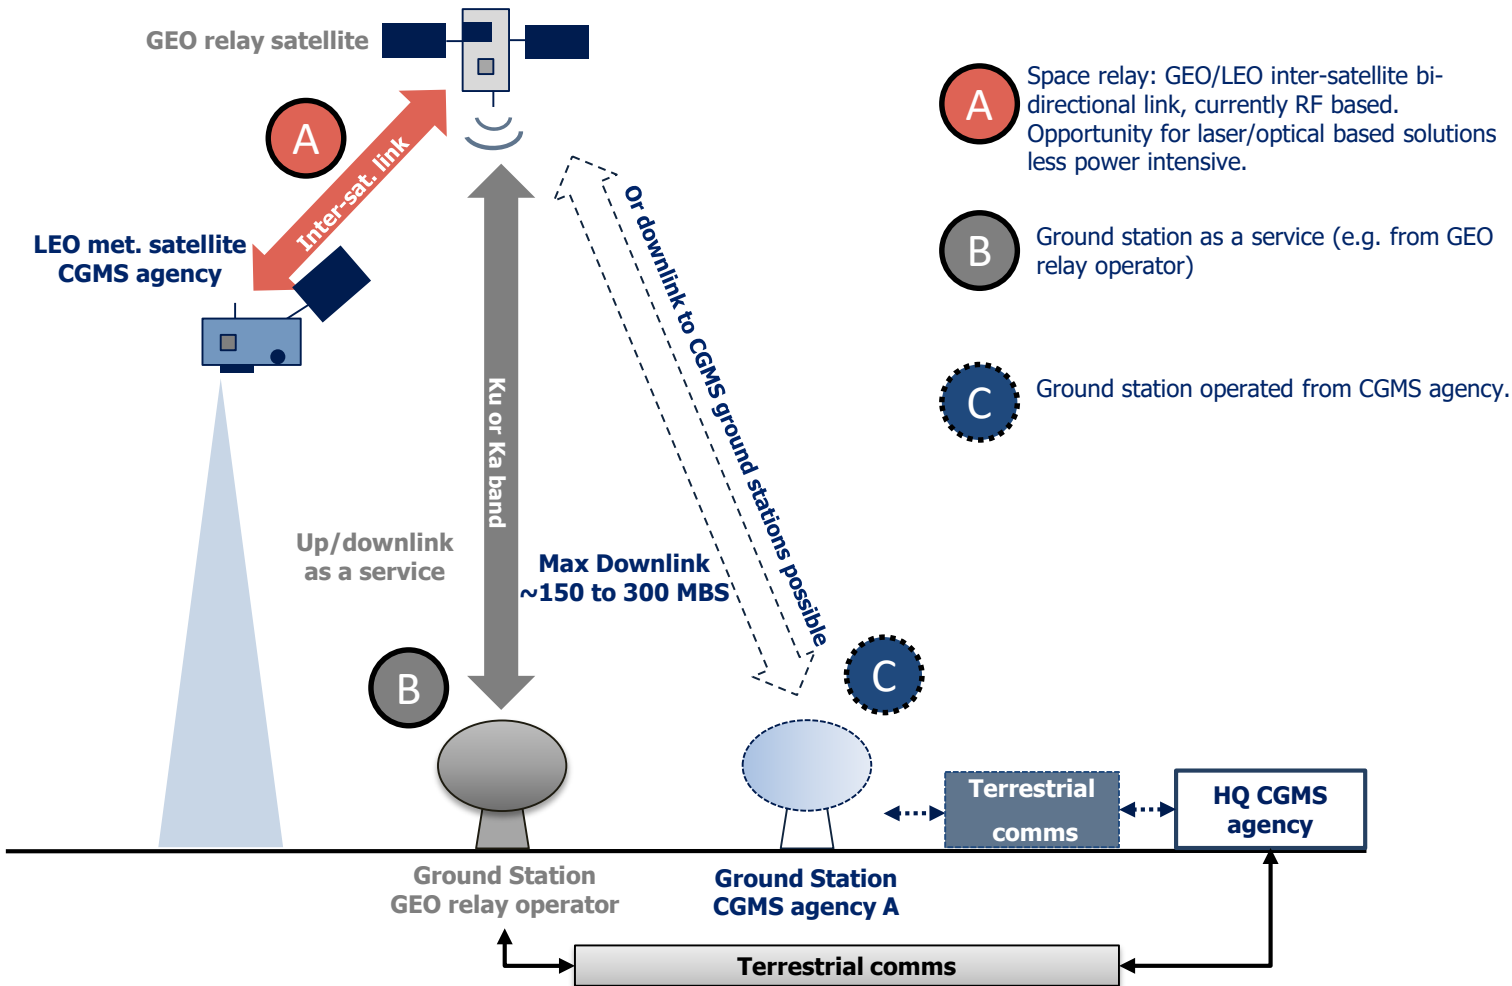 GEO relay satellite
A
Inter-sat. link
LEO met. satellite
CGMS agency
Ku or Ka band
Or downlink to CGMS ground stations possible
Up/downlink
as a service
Max Downlink
~150 to 300 MBS
B
C
Ground Station
GEO relay operator
Ground Station
CGMS agency A
Terrestrial
comms
HQ CGMS
agency
Terrestrial comms
A
Space relay: GEO/LEO inter-satellite bi-
directional link, currently RF based.
Opportunity for laser/optical based solutions
less power intensive.
B
Ground station as a service (e.g. from GEO
relay operator)
C
Ground station operated from CGMS agency.